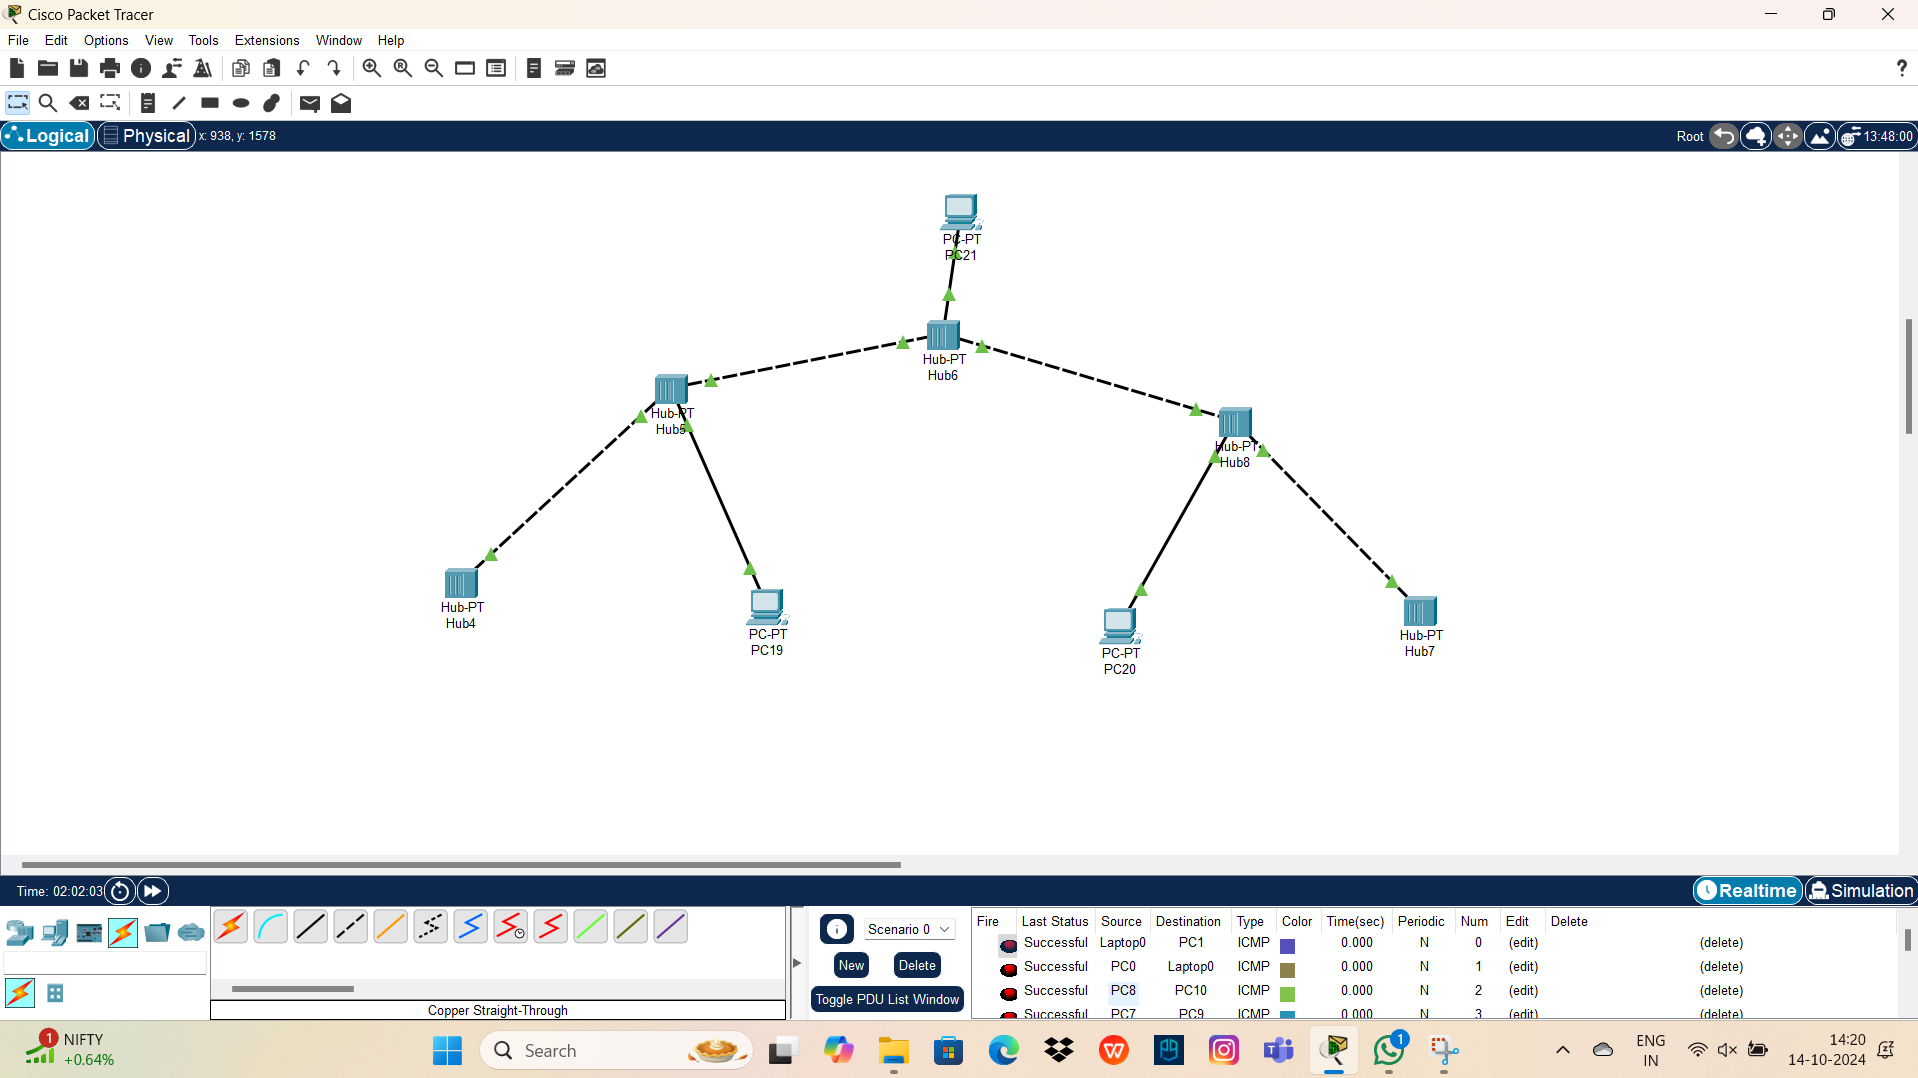 Cisco Packet Tracer
File Edit Options View Tools Extensions Window Help
?
Logical Physical x: 938, y: 1578 Root 13:48:00
PC-PT
PC21
Hub-PT
Hub6
Hub-PT
Hub5
Hub-PT
Hub8
Hub-PT
Hub4
PC-PT
PC19
PC-PT
PC20
Hub-PT
Hub7
Time: 02:02:03 Realtime Simulation
Scenario 0
New Delete
Toggle PDU List Window
Copper Straight-Through
Fire Last Status Source Destination Type Color Time(sec) Periodic Num Edit Delete
Successful Laptop0 PC1 ICMP 0.000 N 0 (edit) (delete)
Successful PC0 Laptop0 ICMP 0.000 N 1 (edit) (delete)
Successful PC8 PC10 ICMP 0.000 N 2 (edit) (delete)
Successful PC7 PC9 ICMP 0.000 N 3 (edit) (delete)
1 NIFTY
+0.64%
Search
1
ENG
IN
14:20
14-10-2024